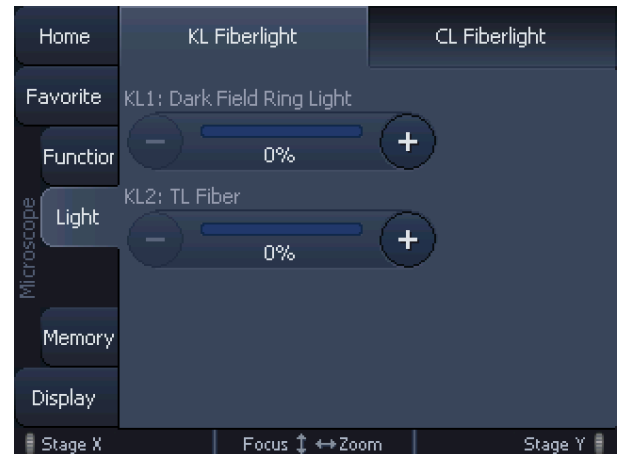 Home
KL Fiberlight
CL Fiberlight
Favorite
KL1: Dark Field Ring Light
0%
Function
KL2: TL Fiber
Light
0%
Microscope
Memory
Display
Stage X
Focus ↕ ↔ Zoom
Stage Y